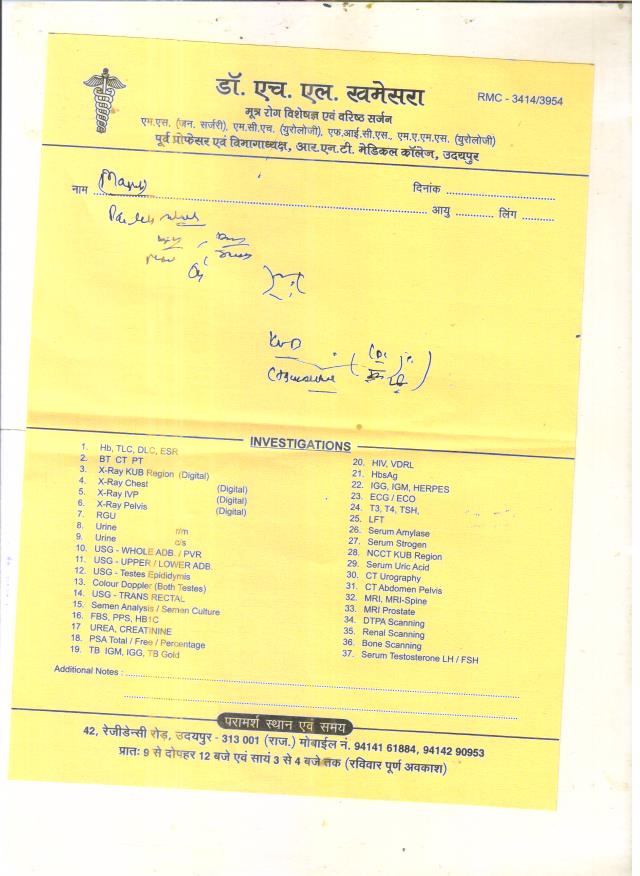 डॉ. एच. एल. खमेसरा
RMC - 3414/3954
मूत्र रोग विशेषज्ञ एवं वरिष्ठ सर्जन
एम.एस. (जन. सर्जरी), एम.सी.एच. (युरोलोजी), एफ.आई.सी.एस., एम.ए.एम.एस. (युरोलोजी)
पूर्व प्रोफेसर एवं विभागाध्यक्ष, आर.एन.टी. मेडिकल कॉलेज, उदयपुर
दिनांक
नाम
आयु लिंग
INVESTIGATIONS
1. Hb, TLC, DLC, ESR
2. BT CT PT
3. X-Ray KUB Region (Digital)
4. X-Ray Chest (Digital)
5. X-Ray IVP (Digital)
6. X-Ray Pelvis (Digital)
7. RGU
8. Urine r/m
9. Urine c/s
10. USG - WHOLE ADB. / PVR
11. USG - UPPER / LOWER ADB.
12. USG - Testes Epididymis
13. Colour Doppler (Both Testes)
14. USG - TRANS RECTAL
15. Semen Analysis / Semen Culture
16. FBS, PPS, HB1C
17 UREA, CREATININE
18. PSA Total / Free / Percentage
19. TB IGM, IGG, TB Gold
20. HIV, VDRL
21. HbsAg
22. IGG, IGM, HERPES
23. ECG / ECO
24. T3, T4, TSH,
25. LFT
26. Serum Amylase
27. Serum Strogen
28. NCCT KUB Region
29. Serum Uric Acid
30. CT Urography
31. CT Abdomen Pelvis
32. MRI, MRI-Spine
33. MRI Prostate
34. DTPA Scanning
35. Renal Scanning
36. Bone Scanning
37. Serum Testosterone LH / FSH
Additional Notes :
परामर्श स्थान एवं समय
42, रेजीडेन्सी रोड़, उदयपुर - 313 001 (राज.) मोबाईल नं. 94141 61884, 94142 90953
प्रातः 9 से दोपहर 12 बजे एवं सायं 3 से 4 बजे तक (रविवार पूर्ण अवकाश)